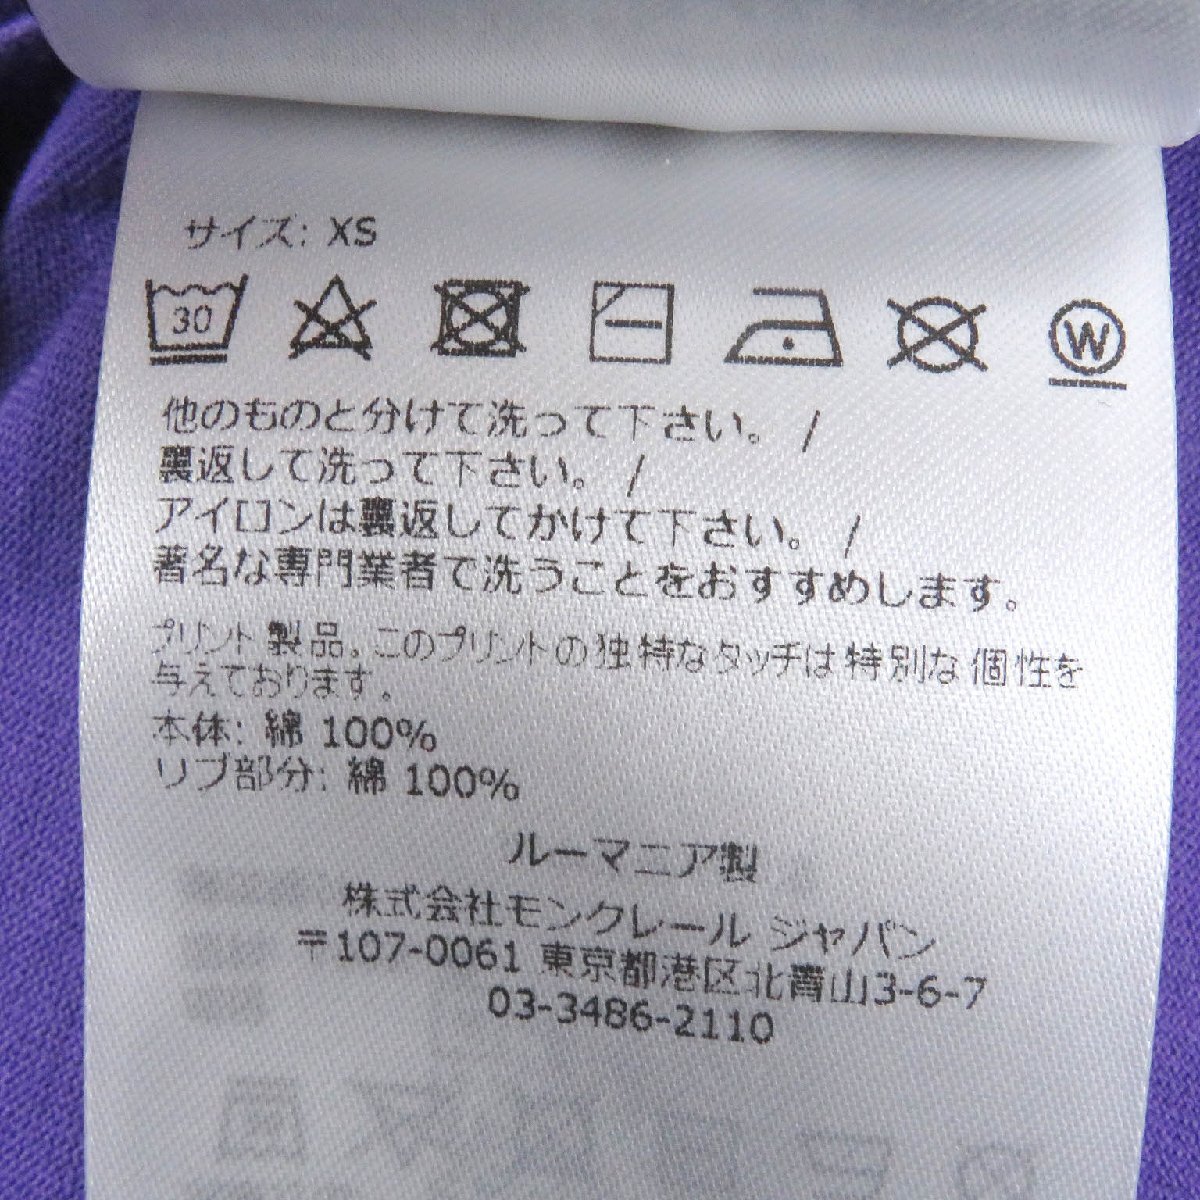 サイズ: XS
30
W
他のものと分けて洗って下さい。 /
裏返して洗って下さい。 /
アイロンは裏返してかけて下さい。 /
著名な専門業者で洗うことをおすすめします。
プリント製品。このプリントの独特なタッチは特別な個性を
与えております。
本体: 綿 100%
リブ部分: 綿 100%
ルーマニア製
株式会社モンクレール ジャパン
〒107-0061 東京都港区北青山3-6-7
03-3486-2110